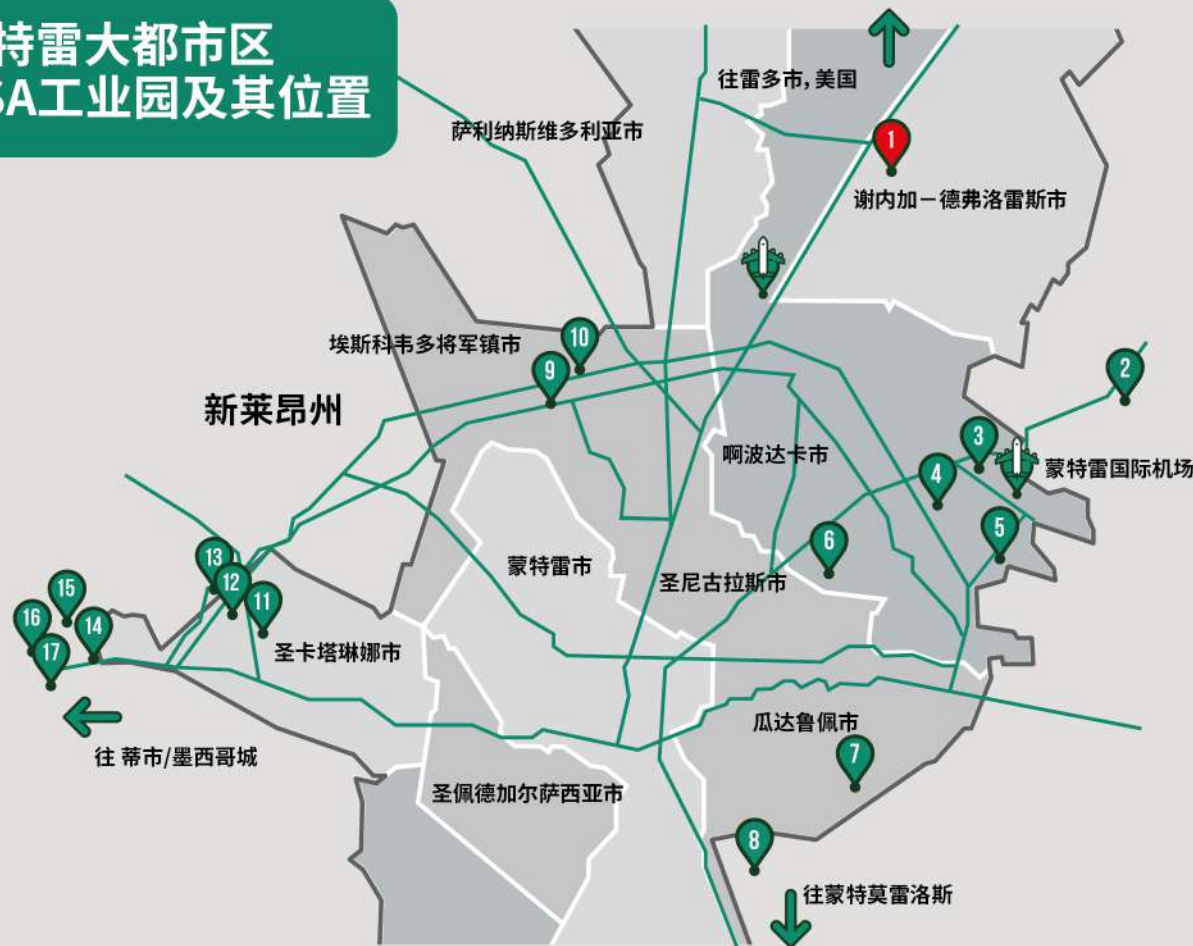 特雷大都市区
SA工业园及其位置
往雷多市, 美国
萨利纳斯维多利亚市
1
谢内加－德弗洛雷斯市
埃斯科韦多将军镇市
10
9
2
新莱昂州
3
啊波达卡市
4
蒙特雷国际机场
5
6
蒙特雷市
圣尼古拉斯市
13
12
11
15
16
14
17
圣卡塔琳娜市
瓜达鲁佩市
往 蒂市/墨西哥城
7
圣佩德加尔萨西亚市
8
往蒙特莫雷洛斯